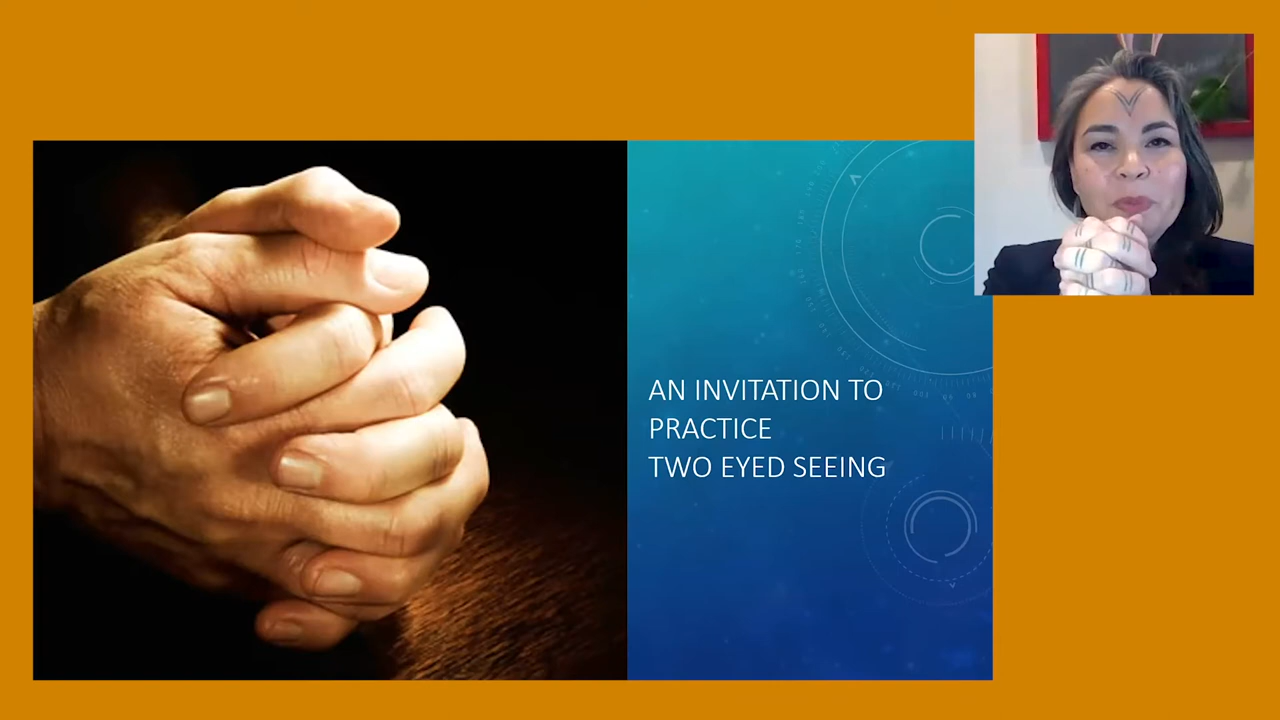 AN INVITATION TO
PRACTICE
TWO EYED SEEING